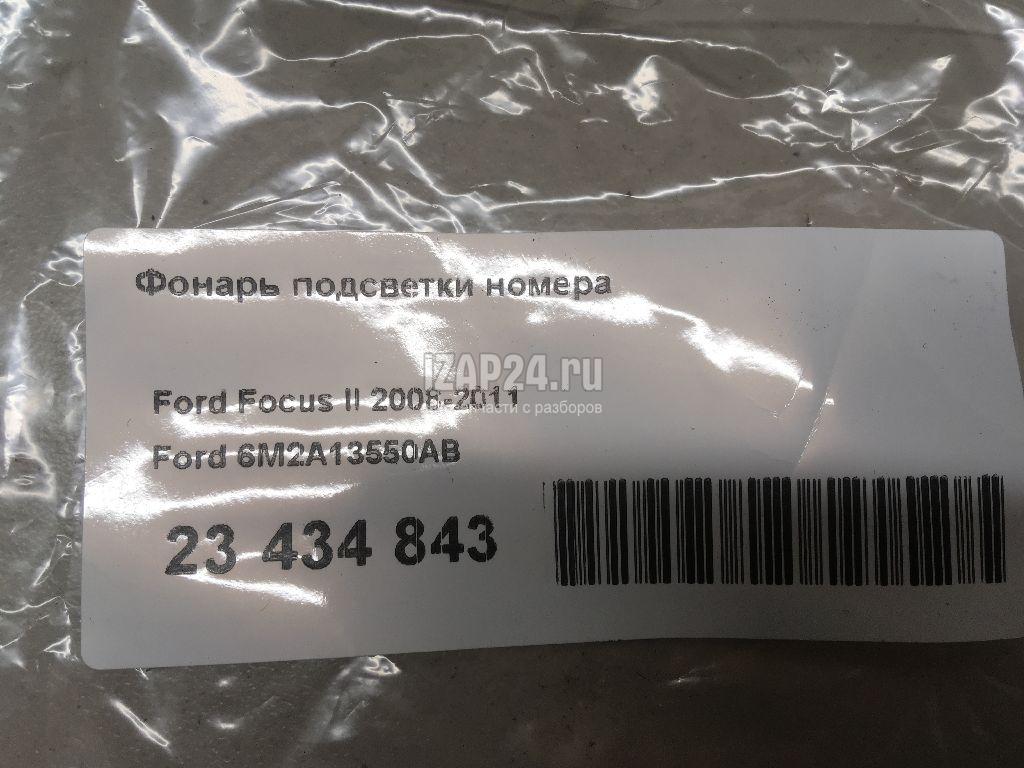 Фонарь подсветки номера
IZAP24.ru
Ford Focus II 2008-2011
запчасти с разборов
Ford 6M2A13550AB
23 434 843